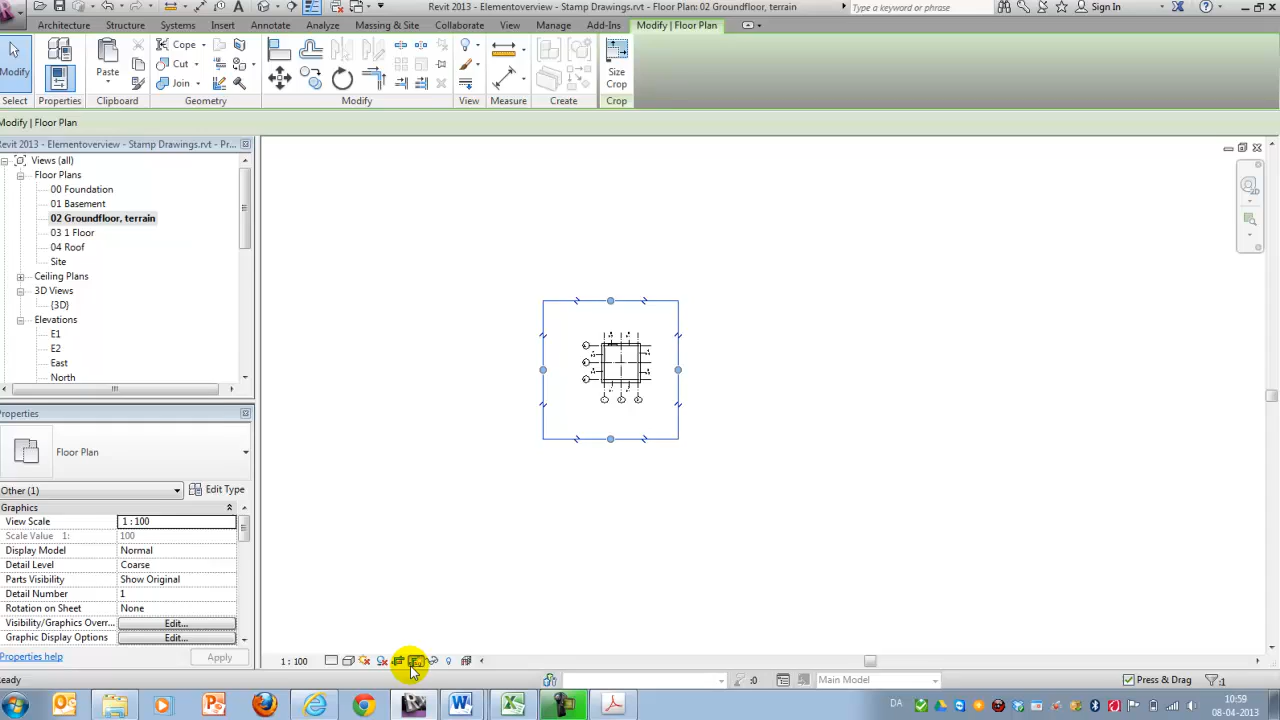 Revit 2013 - Elementoverview - Stamp Drawings.rvt - Floor Plan: 02 Groundfloor, terrain
Type a keyword or phrase
Sign In
Architecture Structure Systems Insert Annotate Analyze Massing & Site Collaborate View Manage Add-Ins Modify | Floor Plan
Modify
Paste
Cope
Cut
Join
Size
Crop
Select Properties Clipboard Geometry Modify View Measure Create Crop
Modify | Floor Plan
Revit 2013 - Elementoverview - Stamp Drawings.rvt - Pr...
Views (all)
Floor Plans
00 Foundation
01 Basement
02 Groundfloor, terrain
03 1 Floor
04 Roof
Site
Ceiling Plans
3D Views
{3D}
Elevations
E1
E2
East
North
Properties
Floor Plan
Other (1)
Edit Type
Graphics
View Scale 1 : 100
Scale Value 1: 100
Display Model Normal
Detail Level Coarse
Parts Visibility Show Original
Detail Number 1
Rotation on Sheet None
Visibility/Graphics Overr... Edit...
Graphic Display Options Edit...
Properties help
Apply
1 : 100
Ready
:0
Main Model
Press & Drag
:1
DA
10:59
08-04-2013